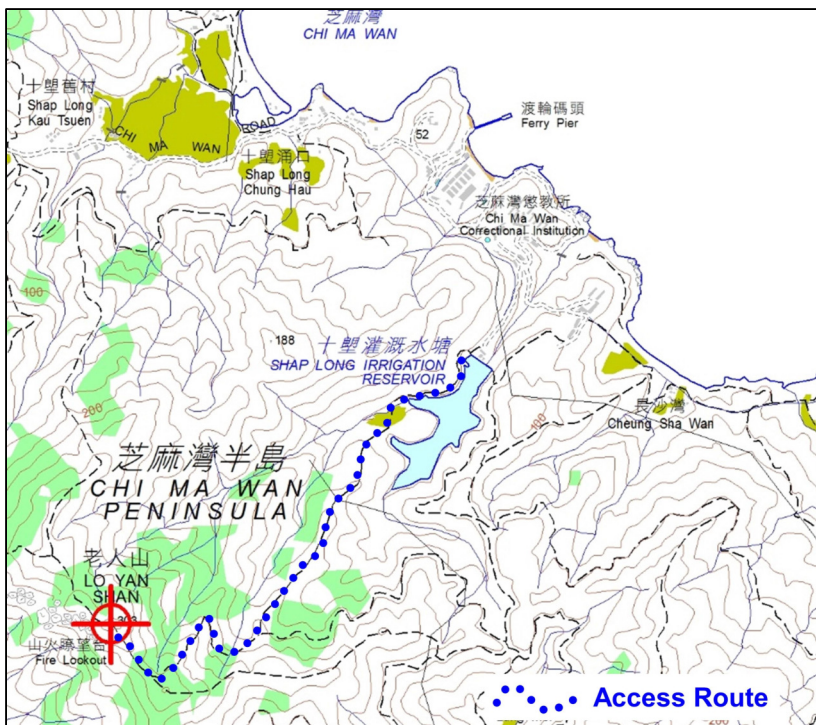 芝麻灣
CHI MA WAN
十塱舊村
Shap Long
Kau Tsuen
CHI MA WAN ROAD
十塱涌口
Shap Long
Chung Hau
52
渡輪碼頭
Ferry Pier
芝麻灣懲教所
Chi Ma Wan
Correctional Institution
100
188
十塱灌溉水塘
SHAP LONG IRRIGATION
RESERVOIR
200
100
長沙灣
Cheung Sha Wan
芝麻灣半島
CHI MA WAN
PENINSULA
老人山
LO YAN
SHAN
303
山火瞭望台
Fire Lookout
Access Route
200